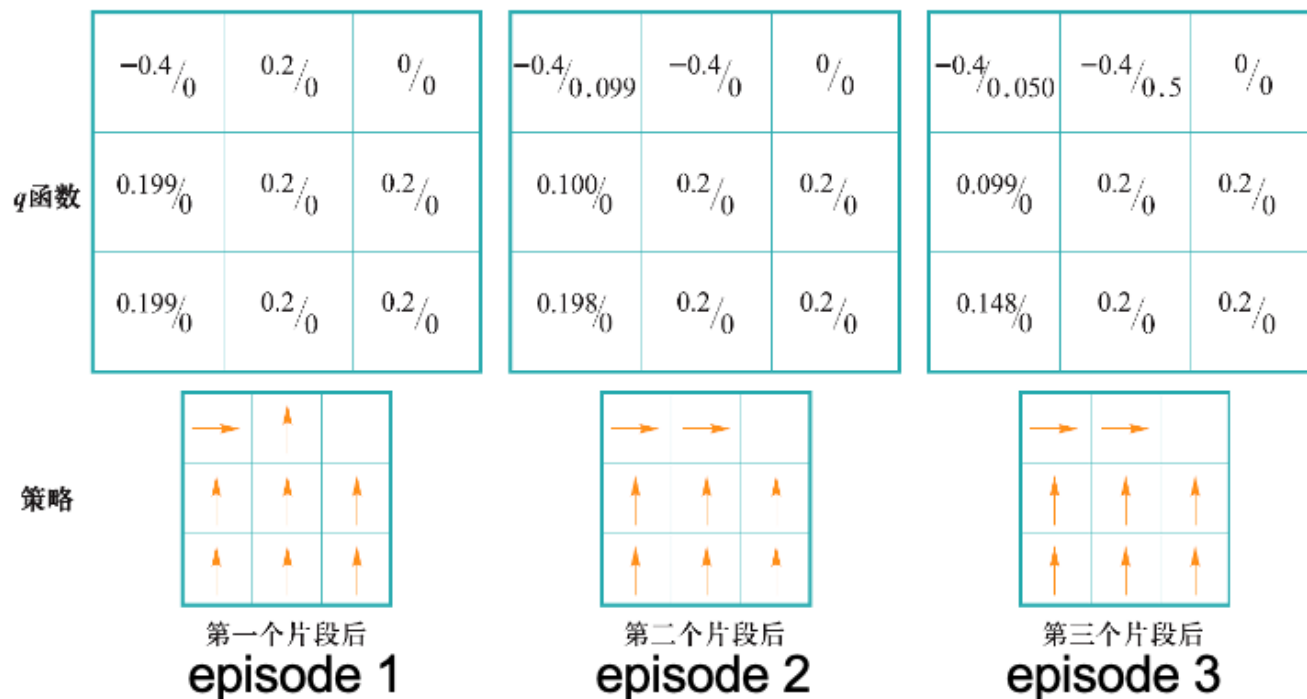 -0.4/0 0.2/0 0/0 -0.4/0.099 -0.4/0 0/0 -0.4/0.050 -0.4/0.5 0/0
q函数 0.199/0 0.2/0 0.2/0 0.100/0 0.2/0 0.2/0 0.099/0 0.2/0 0.2/0
0.199/0 0.2/0 0.2/0 0.198/0 0.2/0 0.2/0 0.148/0 0.2/0 0.2/0
策略
第一个片段后 第二个片段后 第三个片段后
episode 1 episode 2 episode 3